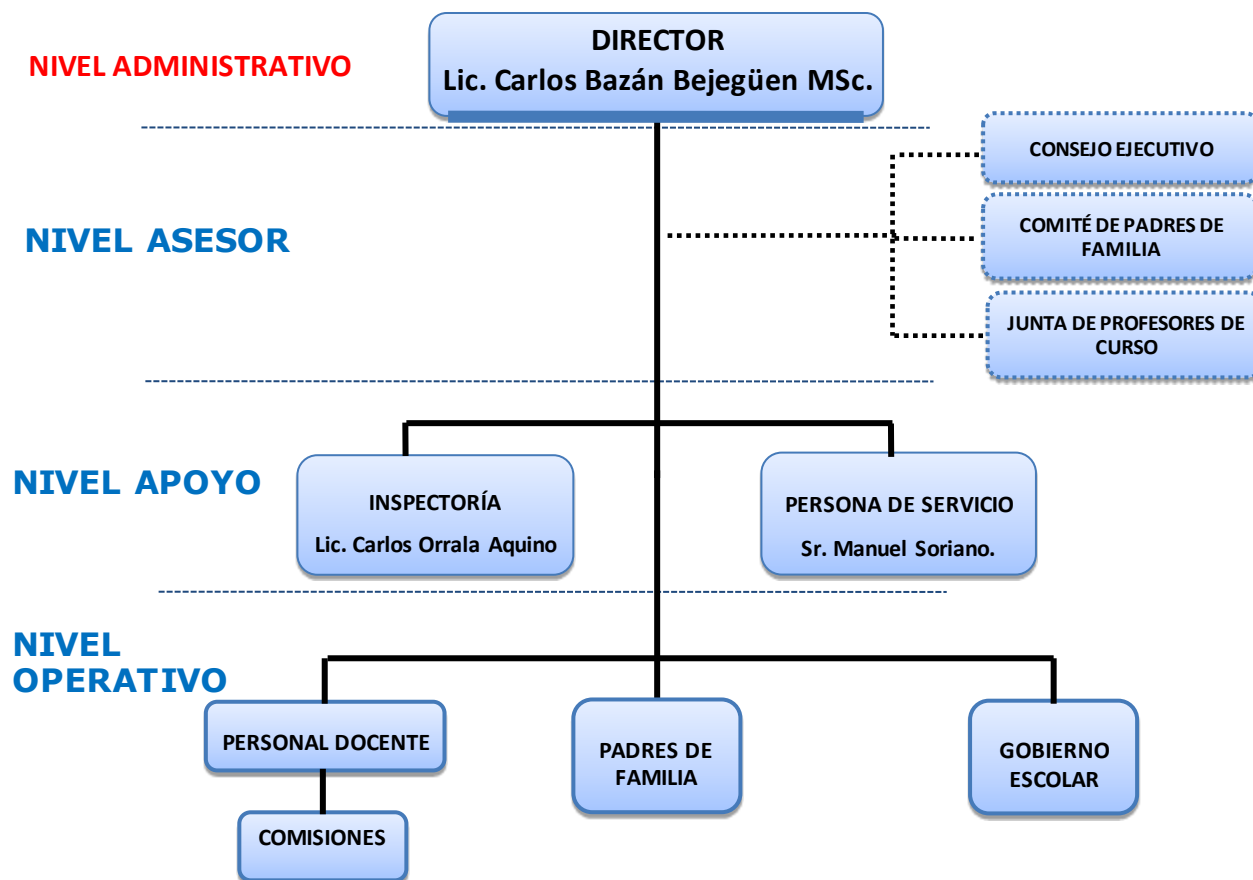 DIRECTOR
Lic. Carlos Bazán Bejegüen MSc.
NIVEL ADMINISTRATIVO
CONSEJO EJECUTIVO
NIVEL ASESOR
COMITÉ DE PADRES DE
FAMILIA
JUNTA DE PROFESORES DE
CURSO
NIVEL APOYO
INSPECTORÍA
Lic. Carlos Orrala Aquino
PERSONA DE SERVICIO
Sr. Manuel Soriano.
NIVEL
OPERATIVO
PERSONAL DOCENTE
PADRES DE
FAMILIA
GOBIERNO
ESCOLAR
COMISIONES